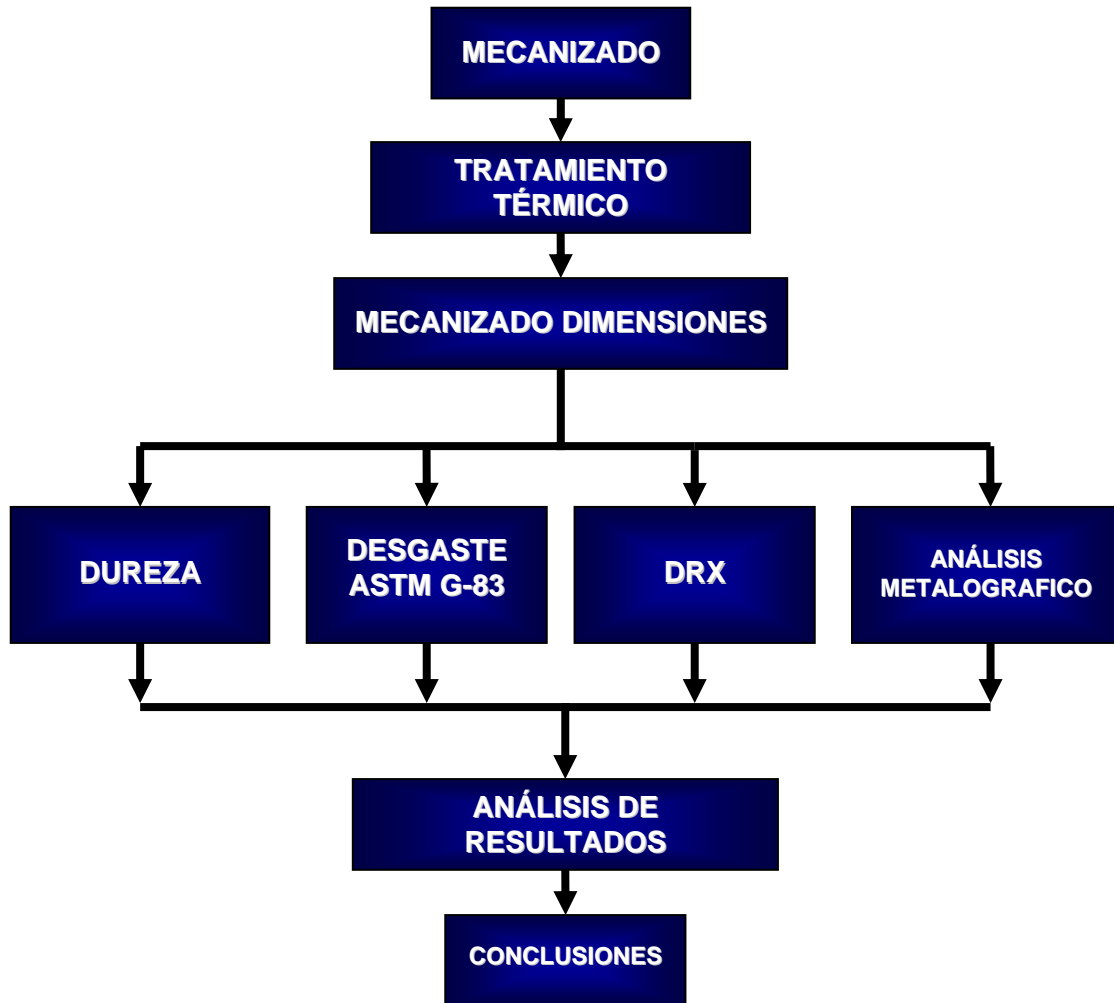 MECANIZADO
TRATAMIENTO
TÉRMICO
MECANIZADO DIMENSIONES
DUREZA
DESGASTE
ASTM G-83
DRX
ANÁLISIS
METALOGRAFICO
ANÁLISIS DE
RESULTADOS
CONCLUSIONES